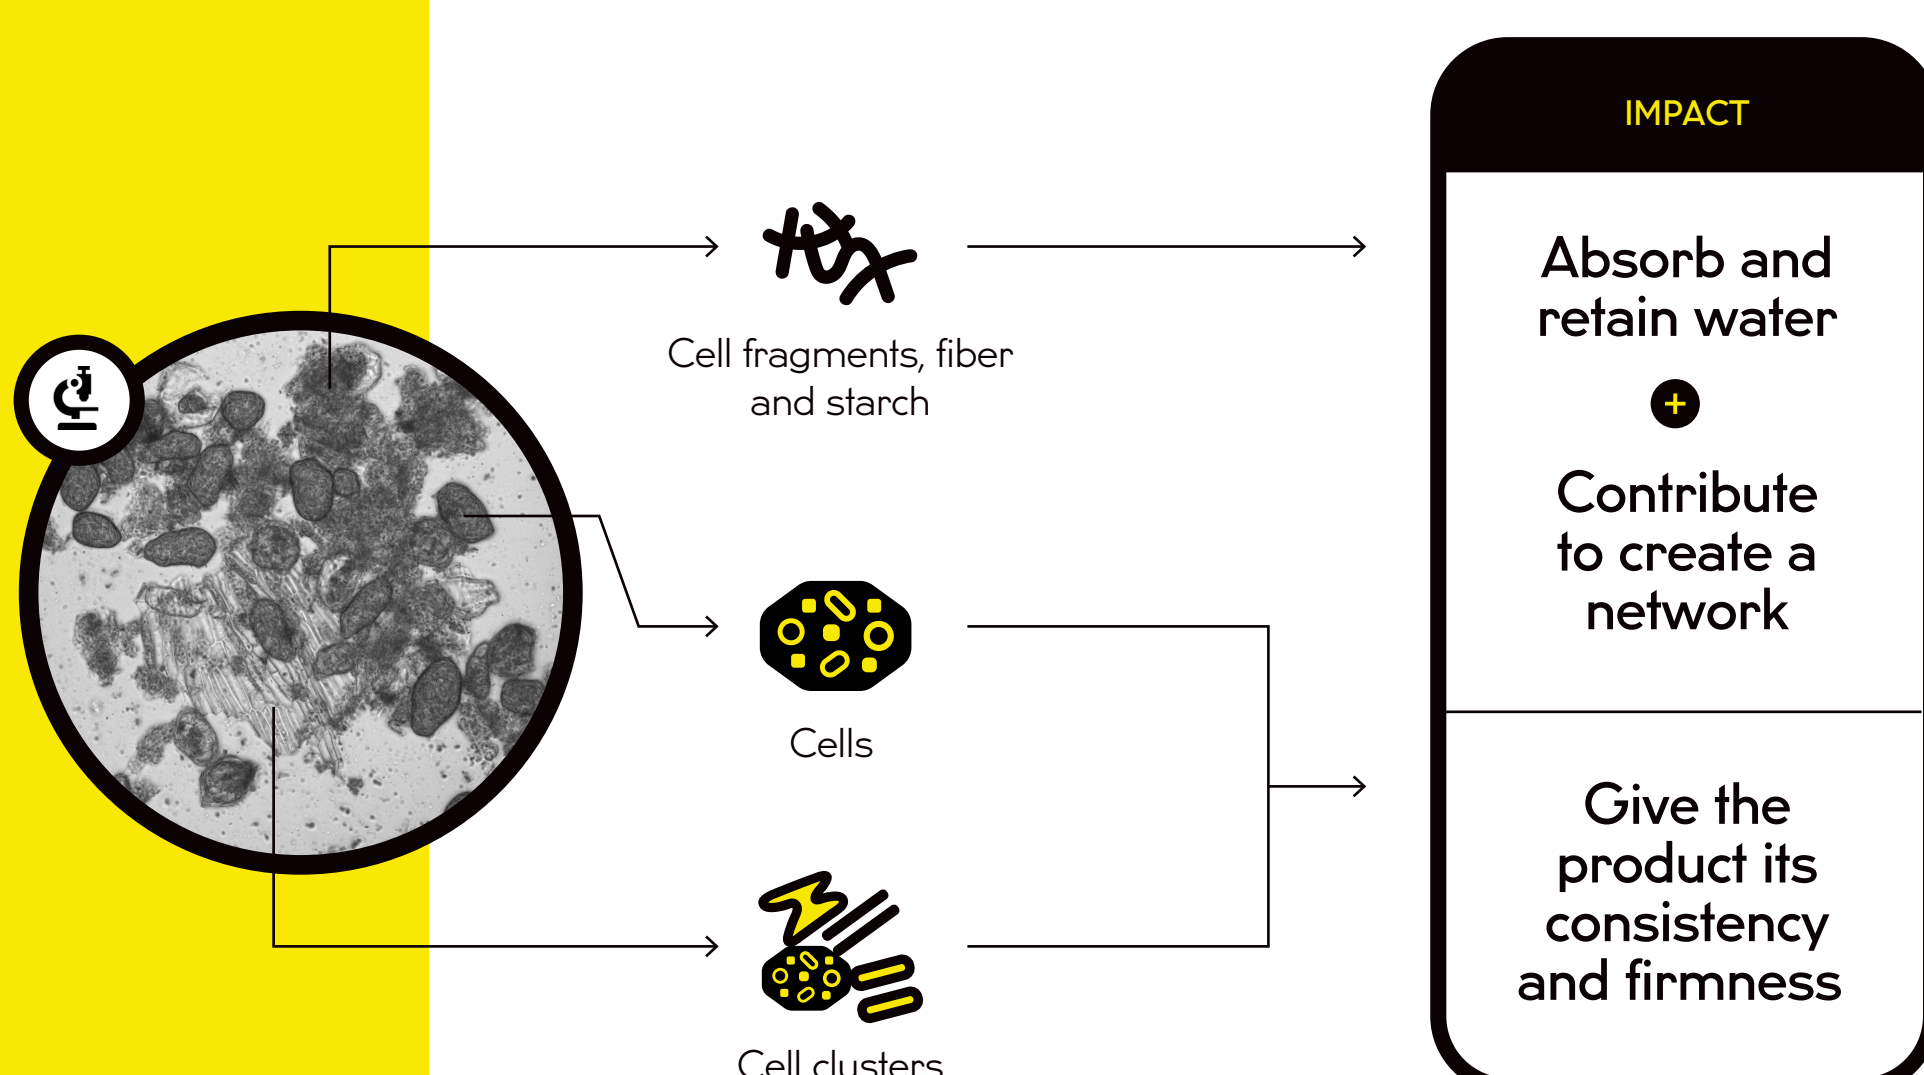 IMPACT
Absorb and
retain water
+
Contribute
to create a
network
Give the
product its
consistency
and firmness
Cell fragments, fiber
and starch
Cells
Cell clusters